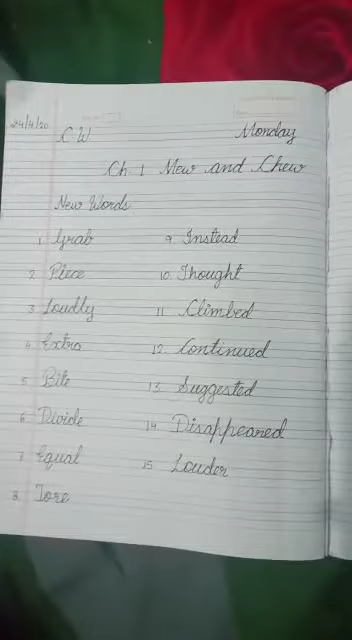 24/4/20
CW Monday
Ch 1 Mew and Chew
New Words
1 Grab
2 Piece
3 Loudly
4 Extra
5 Bite
6 Divide
7 Equal
8 Tore
9 Instead
10 Thought
11 Climbed
12 Continued
13 Suggested
14 Disappeared
15 Louder